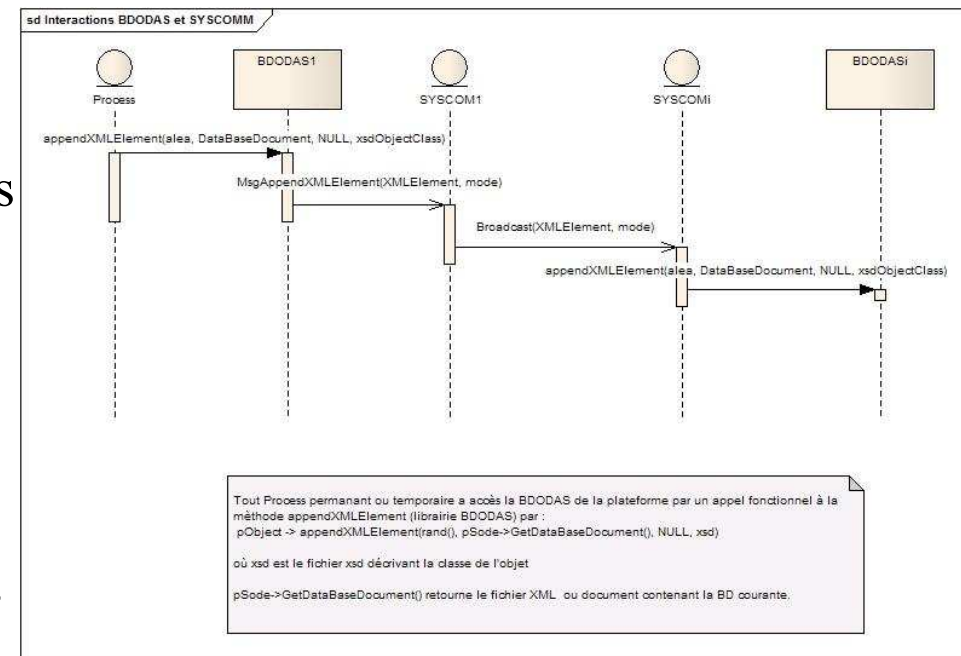 sd Interactions BDODAS et SYSCOMM
Process
BDODAS1
SYSCOM1
SYSCOMi
BDODASi
appendXMLElement(alea, DataBaseDocument, NULL, xsdObjectClass)
s
MsgAppendXMLElement(XMLElement, mode)
Broadcast(XMLElement, mode)
appendXMLElement(alea, DataBaseDocument, NULL, xsdObjectClass)
Tout Process permanant ou temporaire a accès la BDODAS de la plateforme par un appel fonctionnel à la
mèthode appendXMLElement (librairie BDODAS) par :
pObject -> appendXMLElement(rand(), pSode->GetDataBaseDocument(), NULL, xsd)
où xsd est le fichier xsd décrivant la classe de l'objet
pSode->GetDataBaseDocument() retourne le fichier XML ou document contenant la BD courante.